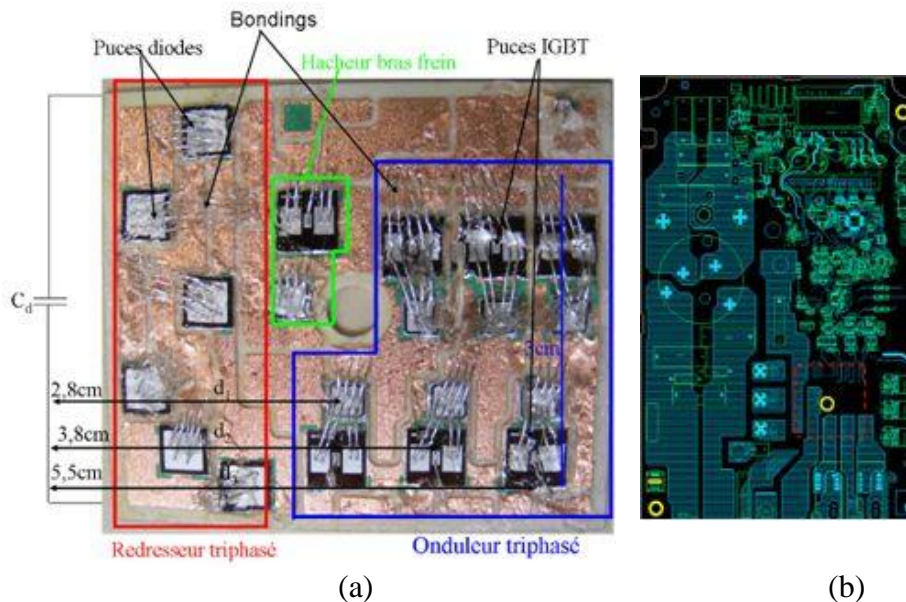 Bondings
Puces diodes
Puces IGBT
Hacheur bras frein
C_d
3cm
2,8cm
d_1
3,8cm
d_2
5,5cm
Redresseur triphasé
Onduleur triphasé
(a)
(b)